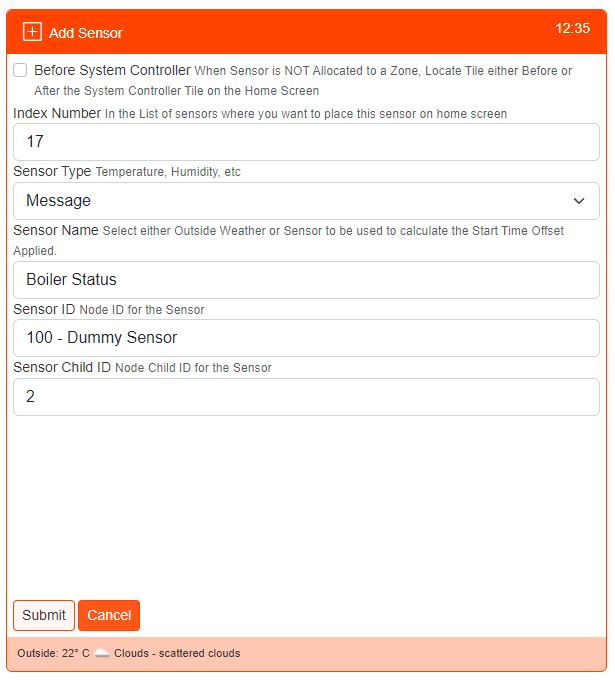 Add Sensor 12:35
Before System Controller When Sensor is NOT Allocated to a Zone, Locate Tile either Before or
After the System Controller Tile on the Home Screen
Index Number In the List of sensors where you want to place this sensor on home screen
17
Sensor Type Temperature, Humidity, etc
Message
Sensor Name Select either Outside Weather or Sensor to be used to calculate the Start Time Offset
Applied.
Boiler Status
Sensor ID Node ID for the Sensor
100 - Dummy Sensor
Sensor Child ID Node Child ID for the Sensor
2
Submit Cancel
Outside: 22° C Clouds - scattered clouds